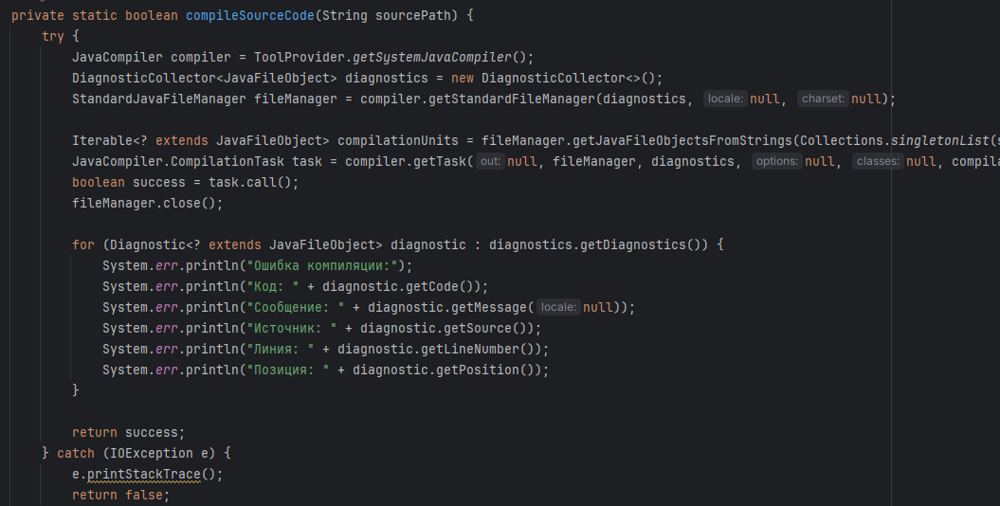 private static boolean compileSourceCode(String sourcePath) {
try {
JavaCompiler compiler = ToolProvider.getSystemJavaCompiler();
DiagnosticCollector<JavaFileObject> diagnostics = new DiagnosticCollector<>();
StandardJavaFileManager fileManager = compiler.getStandardFileManager(diagnostics, locale: null, charset: null);
Iterable<? extends JavaFileObject> compilationUnits = fileManager.getJavaFileObjectsFromStrings(Collections.singletonList(s
JavaCompiler.CompilationTask task = compiler.getTask( out: null, fileManager, diagnostics, options: null, classes: null, compila
boolean success = task.call();
fileManager.close();
for (Diagnostic<? extends JavaFileObject> diagnostic : diagnostics.getDiagnostics()) {
System.err.println("Ошибка компиляции:");
System.err.println("Код: " + diagnostic.getCode());
System.err.println("Сообщение: " + diagnostic.getMessage( locale: null));
System.err.println("Источник: " + diagnostic.getSource());
System.err.println("Линия: " + diagnostic.getLineNumber());
System.err.println("Позиция: " + diagnostic.getPosition());
}
return success;
} catch (IOException e) {
e.printStackTrace();
return false;